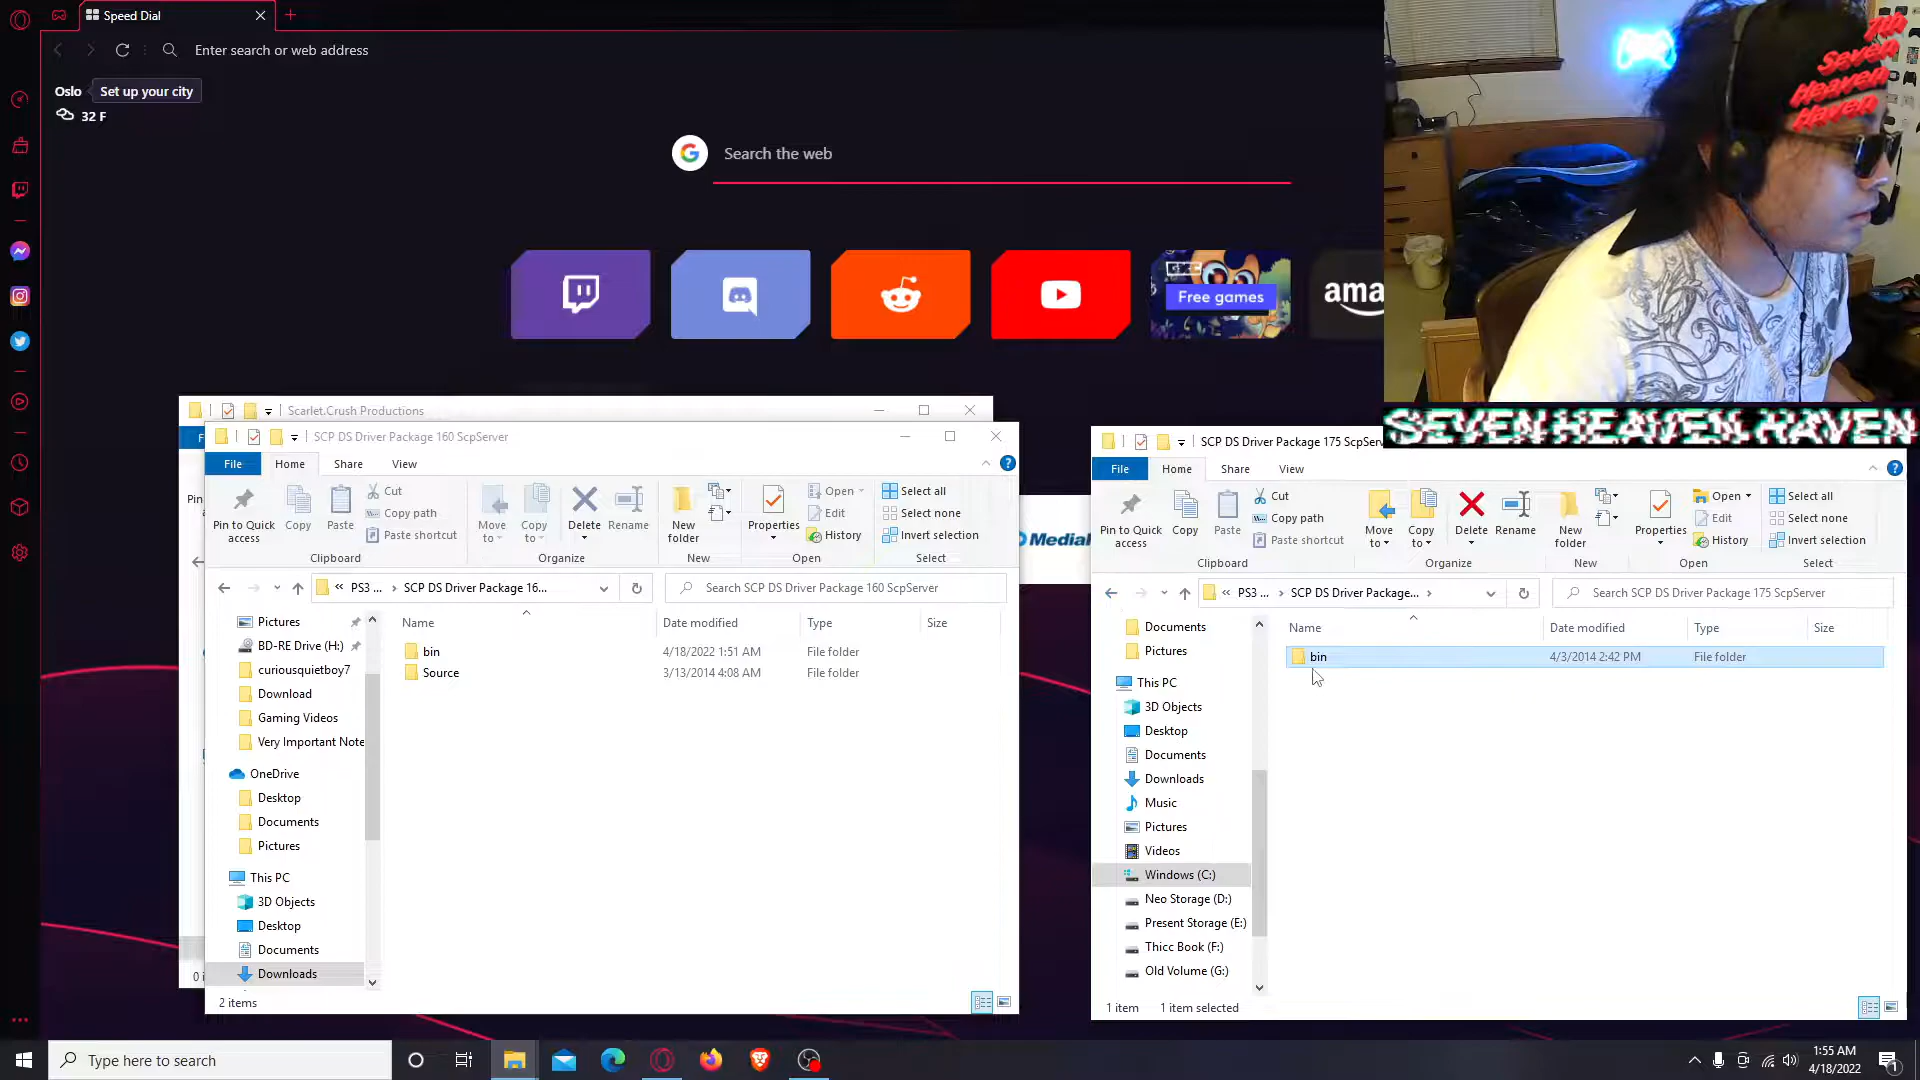 Speed Dial
Enter search or web address
Oslo
Set up your city
32 F
Search the web
Free games
ama
7th
Seven
Heaven
Haven
SEVEN HEAVEN HAVEN
Scarlet.Crush Productions
F
Pin
0 i
SCP DS Driver Package 160 ScpServer
File
Home
Share
View
Pin to Quick access
Copy
Paste
Cut
Copy path
Paste shortcut
Clipboard
Move to
Copy to
Delete
Rename
Organize
New folder
New
Properties
Open
Edit
History
Open
Select all
Select none
Invert selection
Select
« PS3 ... > SCP DS Driver Package 16...
Search SCP DS Driver Package 160 ScpServer
Pictures
BD-RE Drive (H:)
curiousquietboy7
Download
Gaming Videos
Very Important Note
OneDrive
Desktop
Documents
Pictures
This PC
3D Objects
Desktop
Documents
Downloads
Name Date modified Type Size
bin 4/18/2022 1:51 AM File folder
Source 3/13/2014 4:08 AM File folder
2 items
Medial
SCP DS Driver Package 175 ScpServ
File
Home
Share
View
Pin to Quick access
Copy
Paste
Cut
Copy path
Paste shortcut
Clipboard
Move to
Copy to
Delete
Rename
Organize
New folder
New
Properties
Open
Edit
History
Open
Select all
Select none
Invert selection
Select
« PS3 ... > SCP DS Driver Package... >
Search SCP DS Driver Package 175 ScpServer
Documents
Pictures
This PC
3D Objects
Desktop
Documents
Downloads
Music
Pictures
Videos
Windows (C:)
Neo Storage (D:)
Present Storage (E:)
Thicc Book (F:)
Old Volume (G:)
Name Date modified Type Size
bin 4/3/2014 2:42 PM File folder
1 item 1 item selected
Type here to search
1:55 AM
4/18/2022
1